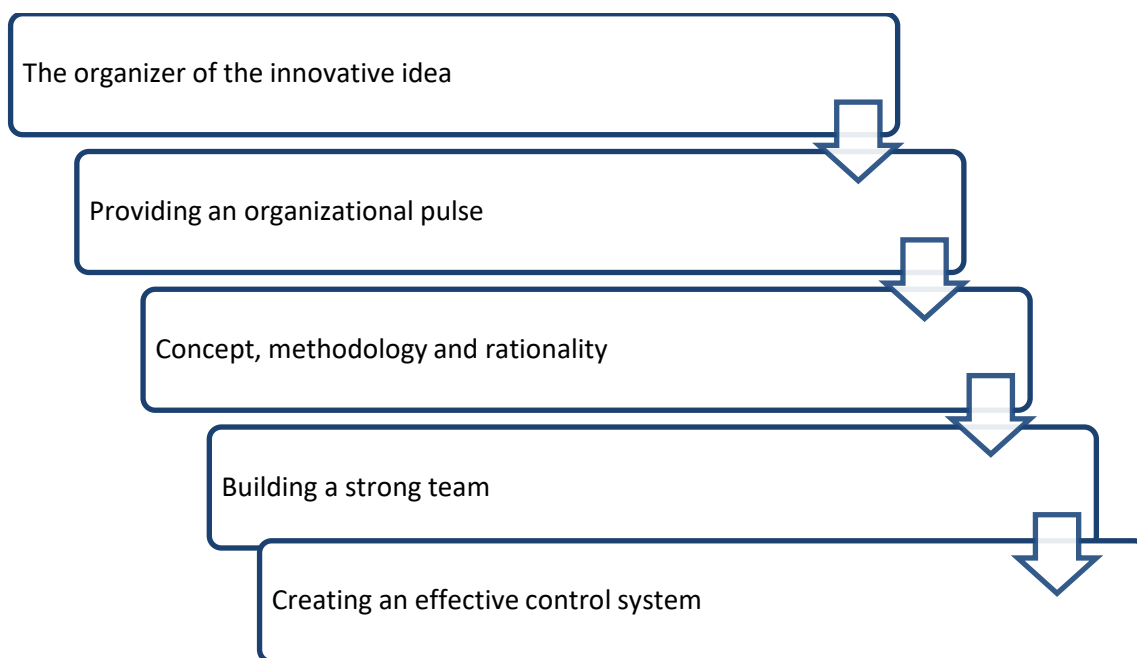 The organizer of the innovative idea
Providing an organizational pulse
Concept, methodology and rationality
Building a strong team
Creating an effective control system